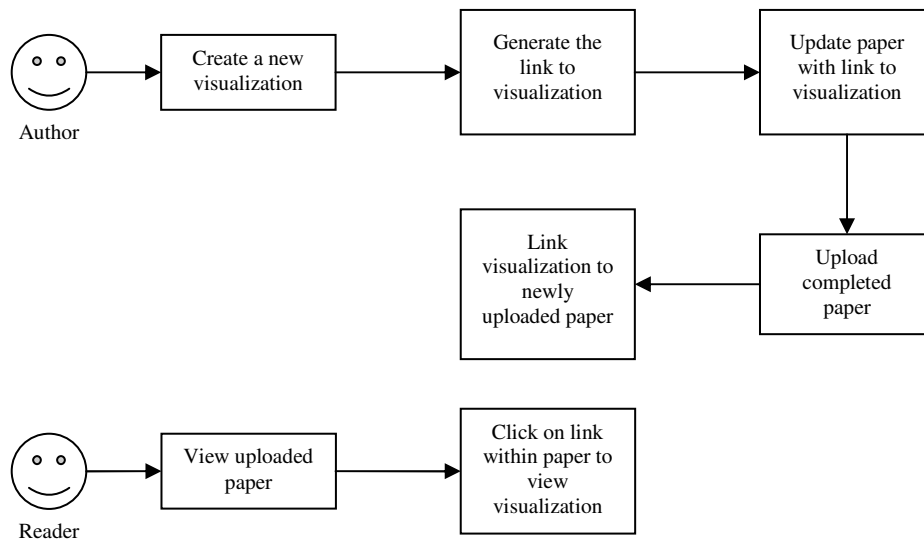 Create a new
visualization
Generate the
link to
visualization
Update paper
with link to
visualization
Author
Link
visualization to
newly
uploaded paper
Upload
completed
paper
View uploaded
paper
Click on link
within paper to
view
visualization
Reader